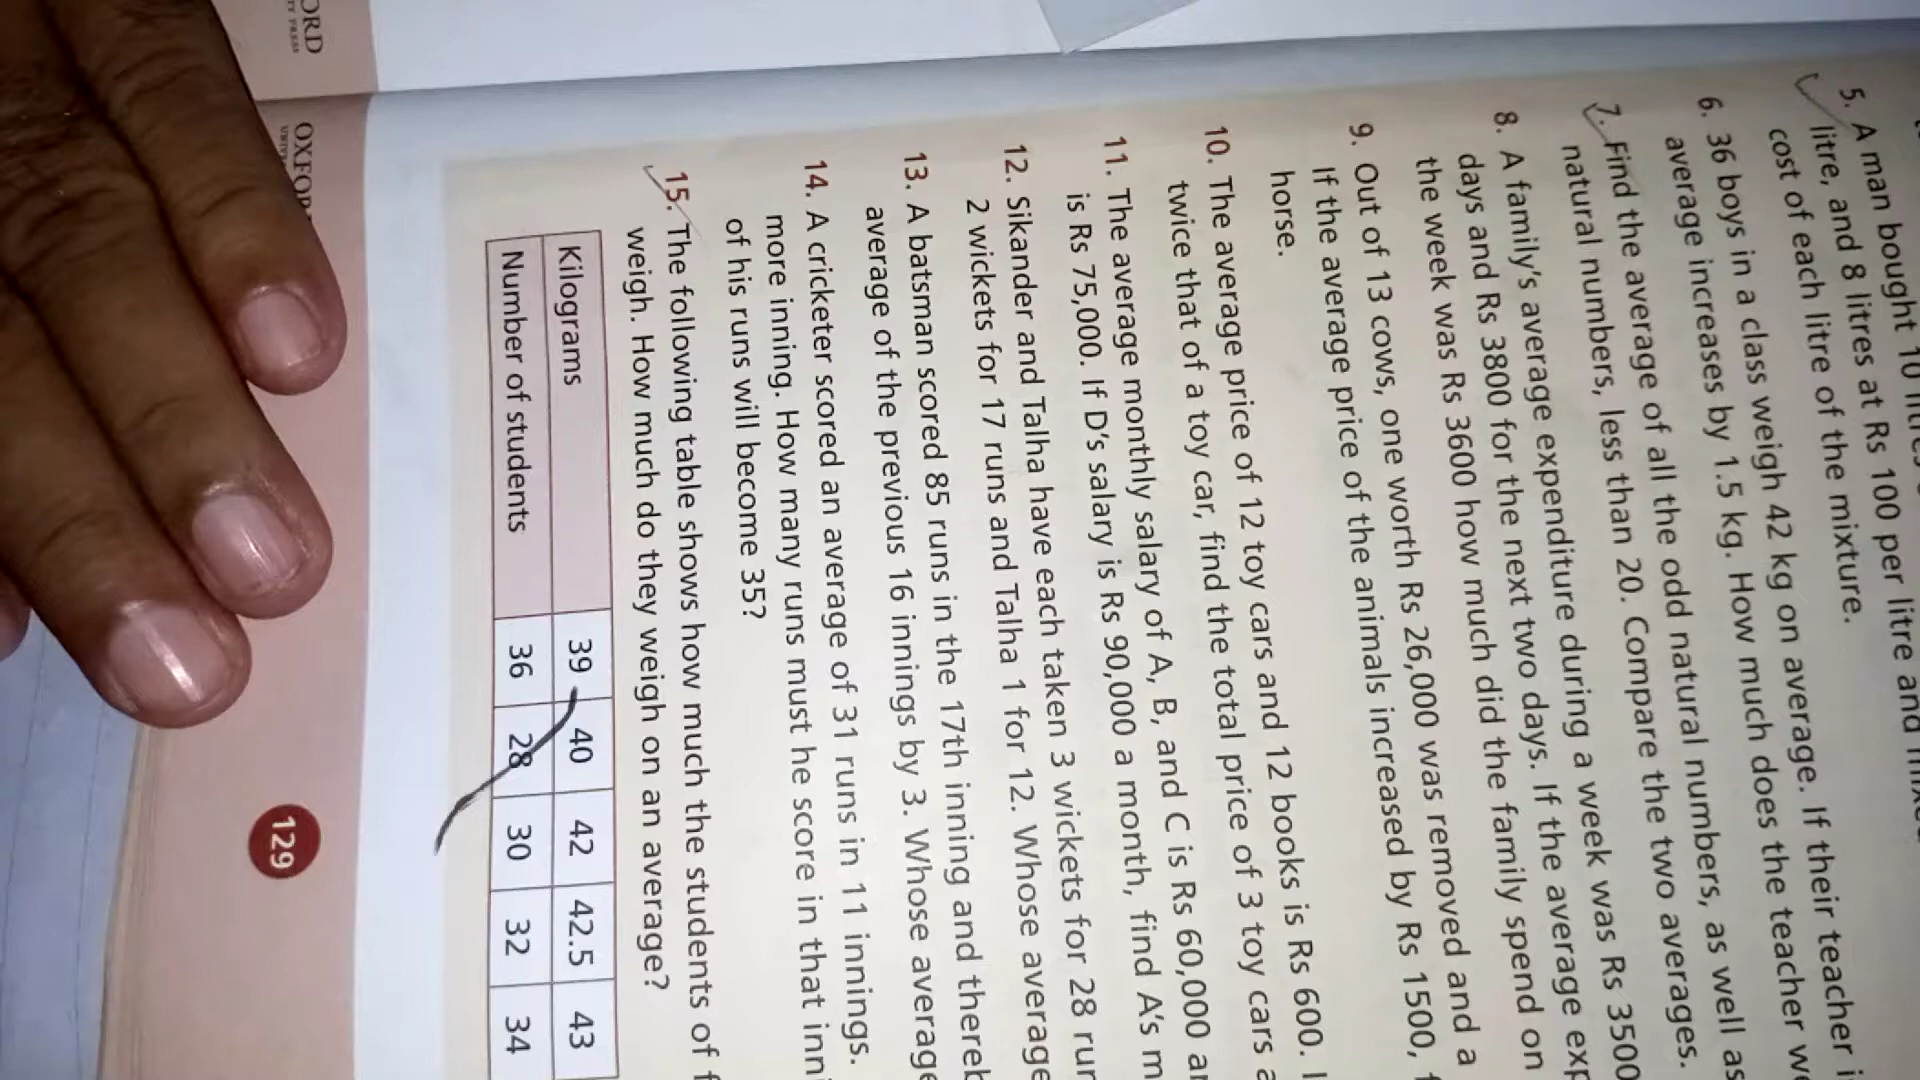 5. A man bought 10
litre, and 8 litres at Rs 100 per litre and
cost of each litre of the mixture.
6. 36 boys in a class weigh 42 kg on average. If their teacher
average increases by 1.5 kg. How much does the teacher
7. Find the average of all the odd natural numbers, as well as
natural numbers, less than 20. Compare the two averages.
8. A family's average expenditure during a week was Rs 3500
days and Rs 3800 for the next two days. If the average
the week was Rs 3600 how much did the family spend on
9. Out of 13 cows, one worth Rs 26,000 was removed and a
If the average price of the animals increased by Rs 1500,
horse.
10. The average price of 12 toy cars and 12 books is Rs 600.
twice that of a toy car, find the total price of 3 toy cars
11. The average monthly salary of A, B, and C is Rs 60,000
is Rs 75,000. If D's salary is Rs 90,000 a month, find A's
12. Sikander and Talha have each taken 3 wickets for 28
2 wickets for 17 runs and Talha 1 for 12. Whose average
13. A batsman scored 85 runs in the 17th inning and
average of the previous 16 innings by 3. Whose average
14. A cricketer scored an average of 31 runs in 11 innings.
more inning. How many runs must he score in that
of his runs will become 35?
15. The following table shows how much the students of
weigh. How much do they weigh on an average?
Kilograms 39 40 42 42.5 43
Number of students 36 28 30 32 34
129